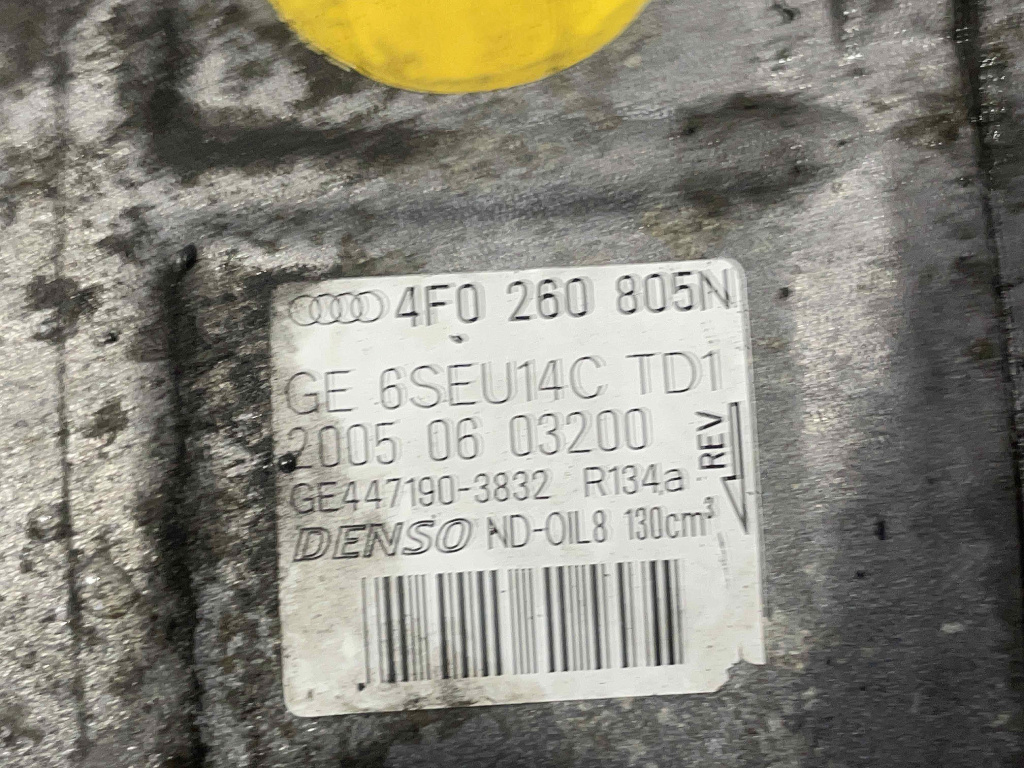 4F0 260 805N
GE 6SEU14C TD1
2005 06 03200
GE447190-3832 R134a
DENSO ND-OIL8 130cm³
REV